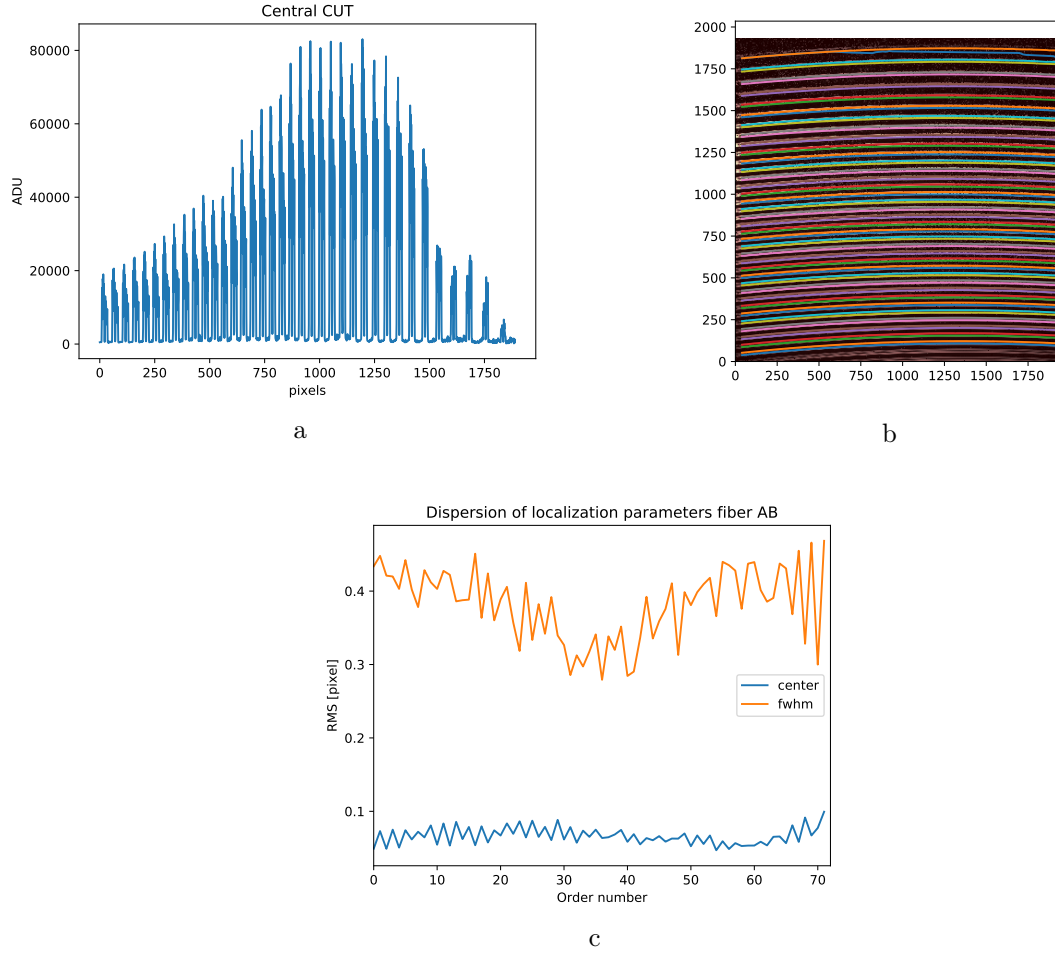 Central CUT
ADU
80000
60000
40000
20000
0
0 250 500 750 1000 1250 1500 1750
pixels
a
2000
1750
1500
1250
1000
750
500
250
0
0 250 500 750 1000 1250 1500 1750
b
Dispersion of localization parameters fiber AB
RMS [pixel]
0.4
0.3
0.2
0.1
center
fwhm
0 10 20 30 40 50 60 70
Order number
c